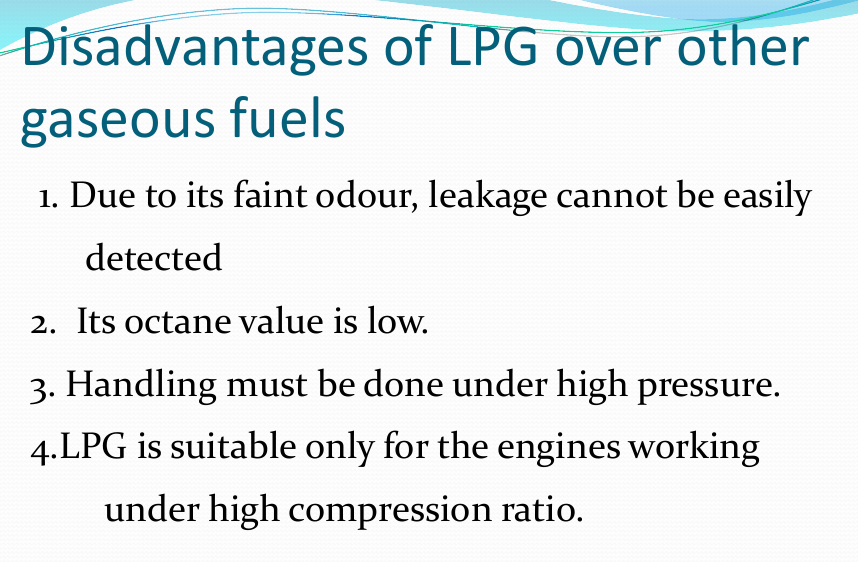 Disadvantages of LPG over other
gaseous fuels
1. Due to its faint odour, leakage cannot be easily
detected
2. Its octane value is low.
3. Handling must be done under high pressure.
4.LPG is suitable only for the engines working
under high compression ratio.